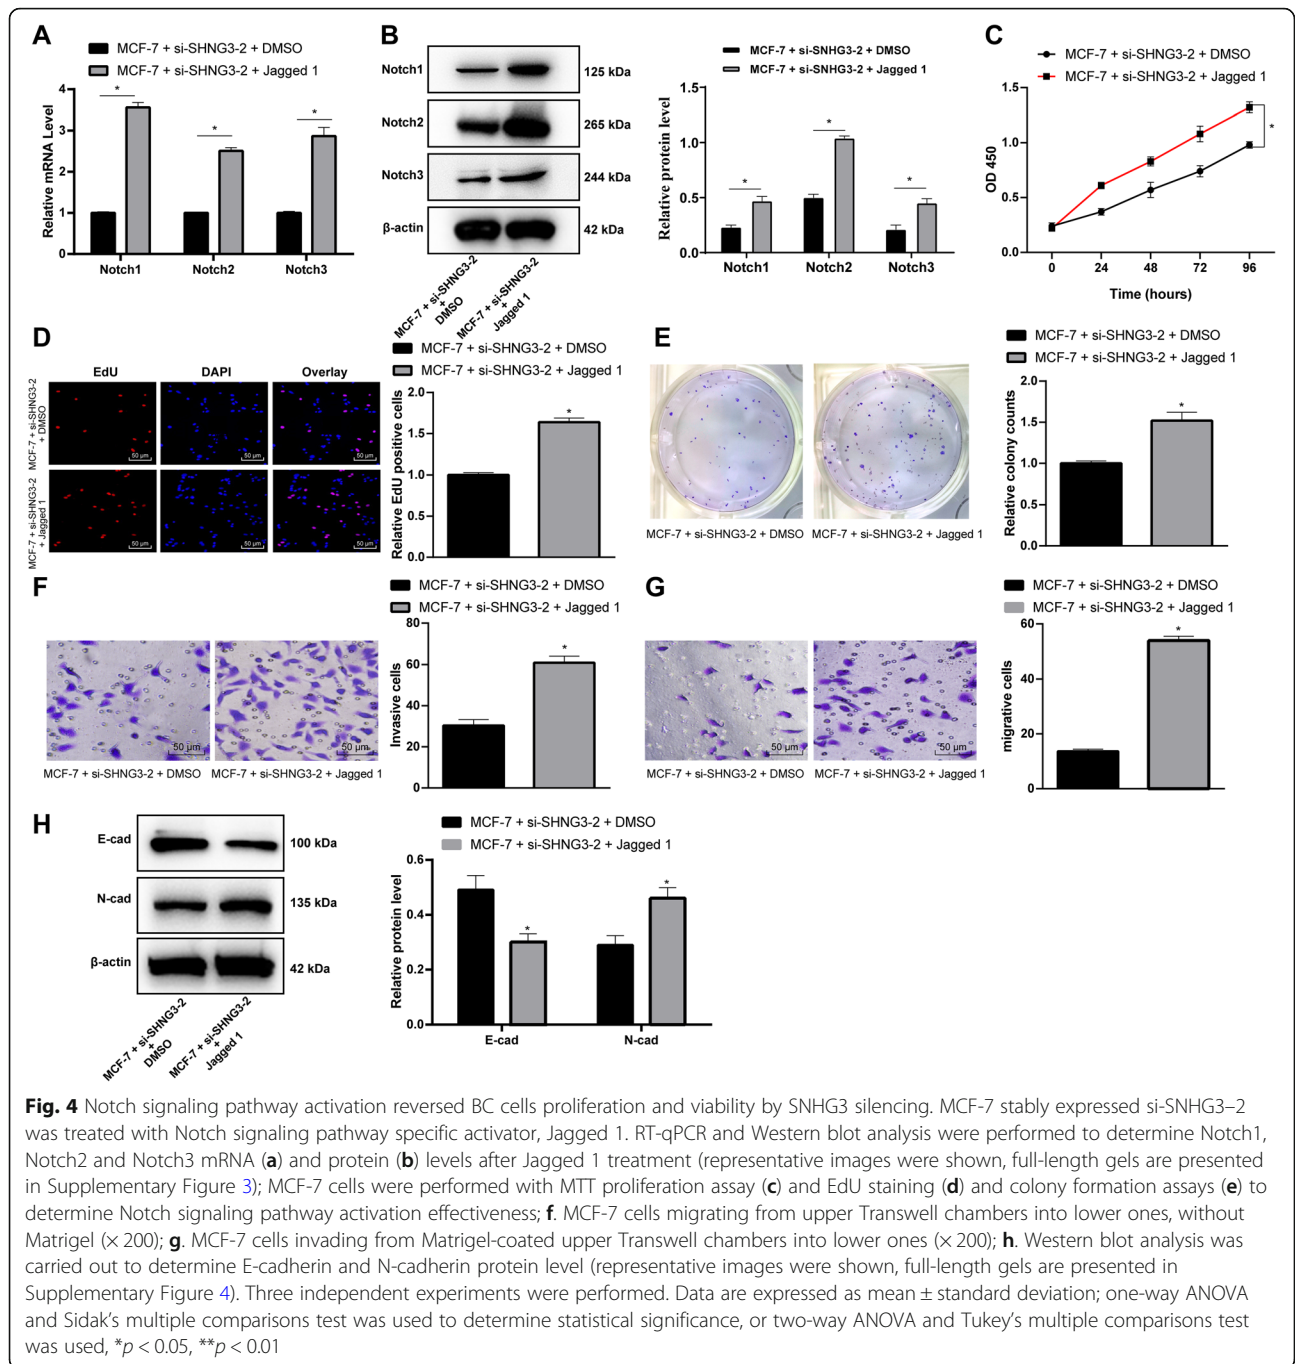 A
MCF-7 + si-SHNG3-2 + DMSO
MCF-7 + si-SHNG3-2 + Jagged 1
Relative mRNA Level
4
3
2
1
0
*
*
*
Notch1
Notch2
Notch3
B
Notch1
125 kDa
Notch2
265 kDa
Notch3
244 kDa
β-actin
42 kDa
MCF-7 + si-SHNG3-2
+
DMSO
MCF-7 + si-SHNG3-2
+
Jagged 1
MCF-7 + si-SNHG3-2 + DMSO
MCF-7 + si-SNHG3-2 + Jagged 1
Relative protein level
1.5
1.0
0.5
0.0
*
*
*
Notch1
Notch2
Notch3
C
MCF-7 + si-SHNG3-2 + DMSO
MCF-7 + si-SHNG3-2 + Jagged 1
OD 450
1.5
1.0
0.5
0.0
*
0
24
48
72
96
Time (hours)
D
EdU
DAPI
Overlay
MCF-7 + si-SHNG3-2
+ DMSO
50 μm
50 μm
50 μm
MCF-7 + si-SHNG3-2
+ Jagged 1
50 μm
50 μm
50 μm
MCF-7 + si-SHNG3-2 + DMSO
MCF-7 + si-SHNG3-2 + Jagged 1
Relative EdU positive cells
2.0
1.5
1.0
0.5
0.0
*
E
MCF-7 + si-SHNG3-2 + DMSO
MCF-7 + si-SHNG3-2 + Jagged 1
MCF-7 + si-SHNG3-2 + DMSO
MCF-7 + si-SHNG3-2 + Jagged 1
Relative colony counts
2.0
1.5
1.0
0.5
0.0
*
F
50 μm
50 μm
MCF-7 + si-SHNG3-2 + DMSO
MCF-7 + si-SHNG3-2 + Jagged 1
MCF-7 + si-SHNG3-2 + DMSO
MCF-7 + si-SHNG3-2 + Jagged 1
Invasive cells
80
60
40
20
0
*
G
50 μm
50 μm
MCF-7 + si-SHNG3-2 + DMSO
MCF-7 + si-SHNG3-2 + Jagged 1
MCF-7 + si-SHNG3-2 + DMSO
MCF-7 + si-SHNG3-2 + Jagged 1
migrative cells
60
40
20
0
*
H
E-cad
100 kDa
N-cad
135 kDa
β-actin
42 kDa
MCF-7 + si-SHNG3-2
+
DMSO
MCF-7 + si-SHNG3-2
+
Jagged 1
MCF-7 + si-SHNG3-2 + DMSO
MCF-7 + si-SHNG3-2 + Jagged 1
Relative protein level
0.6
0.4
0.2
0.0
*
*
E-cad
N-cad
Fig. 4 Notch signaling pathway activation reversed BC cells proliferation and viability by SNHG3 silencing. MCF-7 stably expressed si-SNHG3–2
was treated with Notch signaling pathway specific activator, Jagged 1. RT-qPCR and Western blot analysis were performed to determine Notch1,
Notch2 and Notch3 mRNA (a) and protein (b) levels after Jagged 1 treatment (representative images were shown, full-length gels are presented
in Supplementary Figure 3); MCF-7 cells were performed with MTT proliferation assay (c) and EdU staining (d) and colony formation assays (e) to
determine Notch signaling pathway activation effectiveness; f. MCF-7 cells migrating from upper Transwell chambers into lower ones, without
Matrigel (× 200); g. MCF-7 cells invading from Matrigel-coated upper Transwell chambers into lower ones (× 200); h. Western blot analysis was
carried out to determine E-cadherin and N-cadherin protein level (representative images were shown, full-length gels are presented in
Supplementary Figure 4). Three independent experiments were performed. Data are expressed as mean ± standard deviation; one-way ANOVA
and Sidak's multiple comparisons test was used to determine statistical significance, or two-way ANOVA and Tukey's multiple comparisons test
was used, *p < 0.05, **p < 0.01